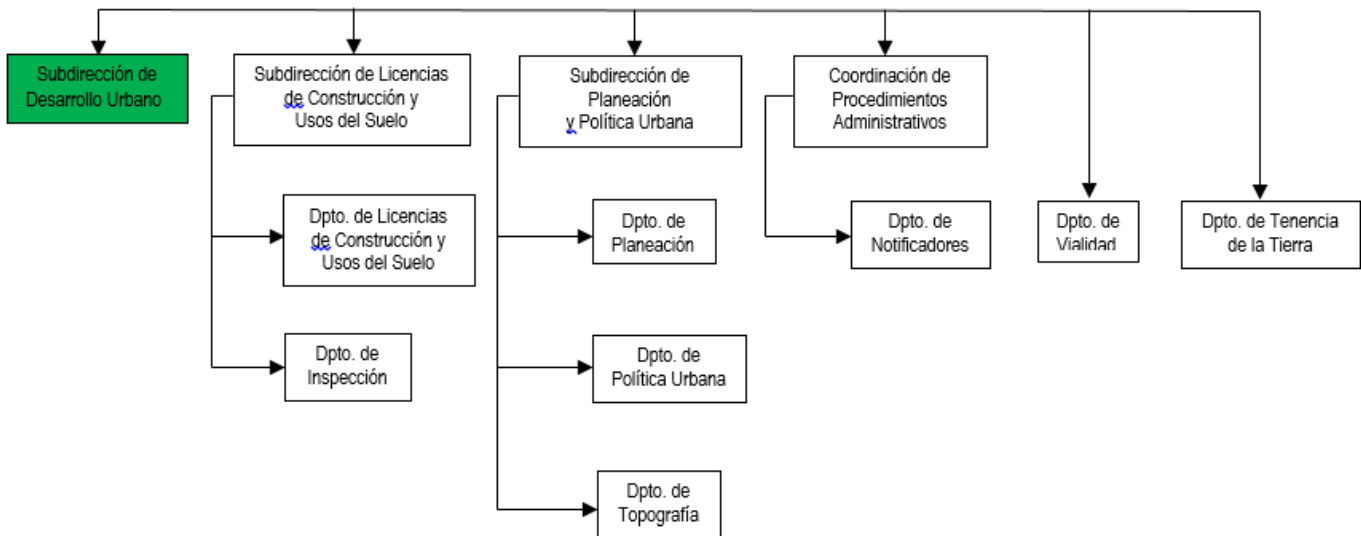 Subdirección de
Desarrollo Urbano
Subdirección de Licencias
de Construcción y
Usos del Suelo
Subdirección de
Planeación
y Política Urbana
Coordinación de
Procedimientos
Administrativos
Dpto. de Licencias
de Construcción y
Usos del Suelo
Dpto. de
Planeación
Dpto. de
Notificadores
Dpto. de
Vialidad
Dpto. de Tenencia
de la Tierra
Dpto. de
Inspección
Dpto. de
Política Urbana
Dpto. de
Topografía